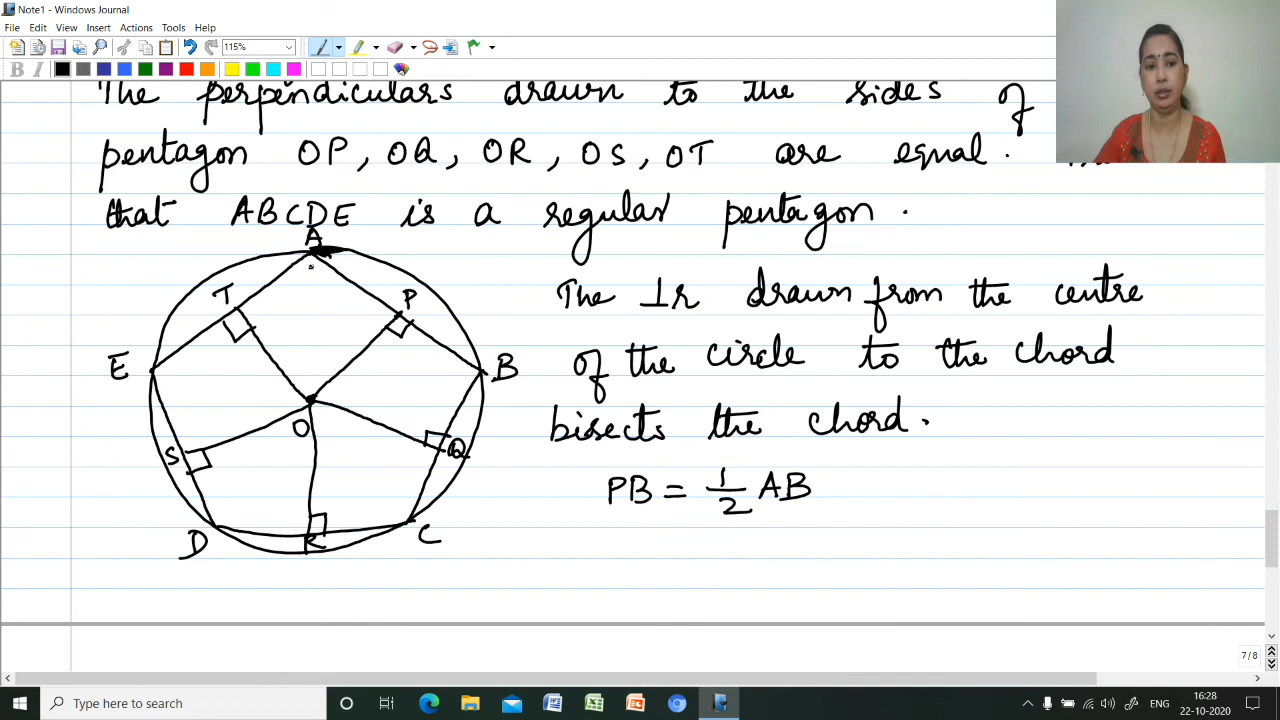 Note1 - Windows Journal
File Edit View Insert Actions Tools Help
115%
B I
The perpendiculars drawn to the sides of
pentagon OP, OQ, OR, OS, OT are equal.
that ABCDE is a regular pentagon.
A
T P
E B
O
S Q
D R C
The ⊥r drawn from the centre
of the circle to the chord
bisects the chord.
PB = 1/2 AB
7/8
Type here to search
ENG
16:28
22-10-2020